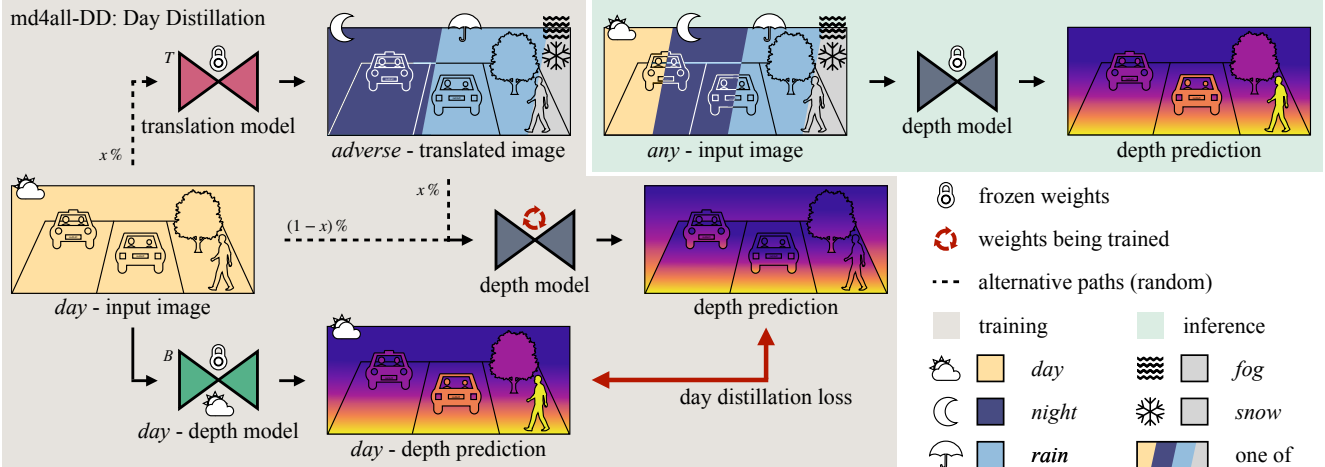 md4all-DD: Day Distillation
T
translation model
x %
adverse - translated image
any - input image
depth model
depth prediction
x %
(1 − x) %
day - input image
depth model
depth prediction
B
day - depth model
day - depth prediction
day distillation loss
frozen weights
weights being trained
alternative paths (random)
training
inference
day
fog
night
snow
rain
one of